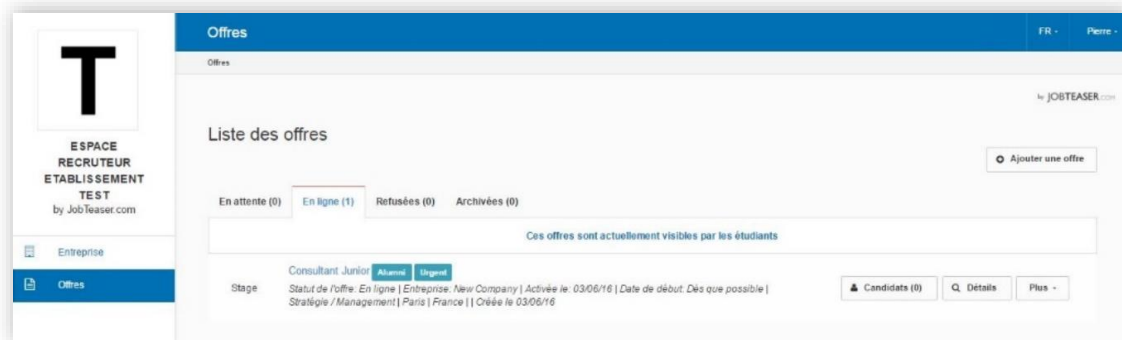 T
ESPACE
RECRUTEUR
ETABLISSEMENT
TEST
by JobTeaser.com
Entreprise
Offres
Offres
FR
Pierre
Offres
by JOBTEASER.com
Liste des offres
Ajouter une offre
En attente (0) En ligne (1) Refusées (0) Archivées (0)
Ces offres sont actuellement visibles par les étudiants
Stage
Consultant Junior Alumni Urgent
Statut de l'offre: En ligne | Entreprise: New Company | Activée le: 03/06/16 | Date de début: Dès que possible |
Stratégie / Management | Paris | France | | Créée le 03/06/16
Candidats (0) Détails Plus